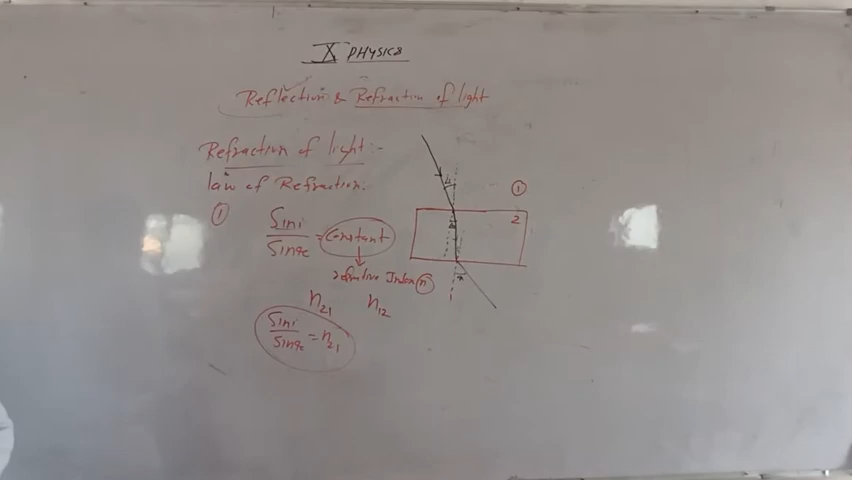 X PHYSICS
Reflection & Refraction of light
Refraction of light:-
law of Refraction.
①
Sin i / Sin r = Constant
refractive Index (n)
n21 n12
Sin i / Sin r = n21
①
2